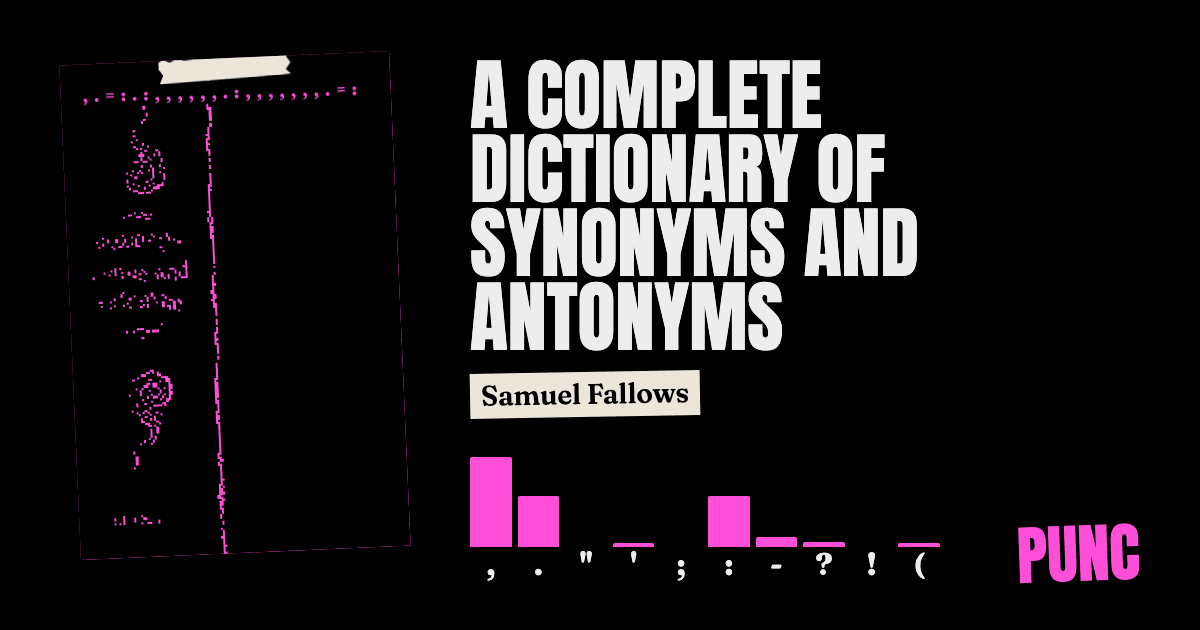 ,.=:.:,,,,,,.:,,,,,,,,.=:
A COMPLETE
DICTIONARY OF
SYNONYMS AND
ANTONYMS
Samuel Fallows
, . " ' ; : - ? ! (
PUNC